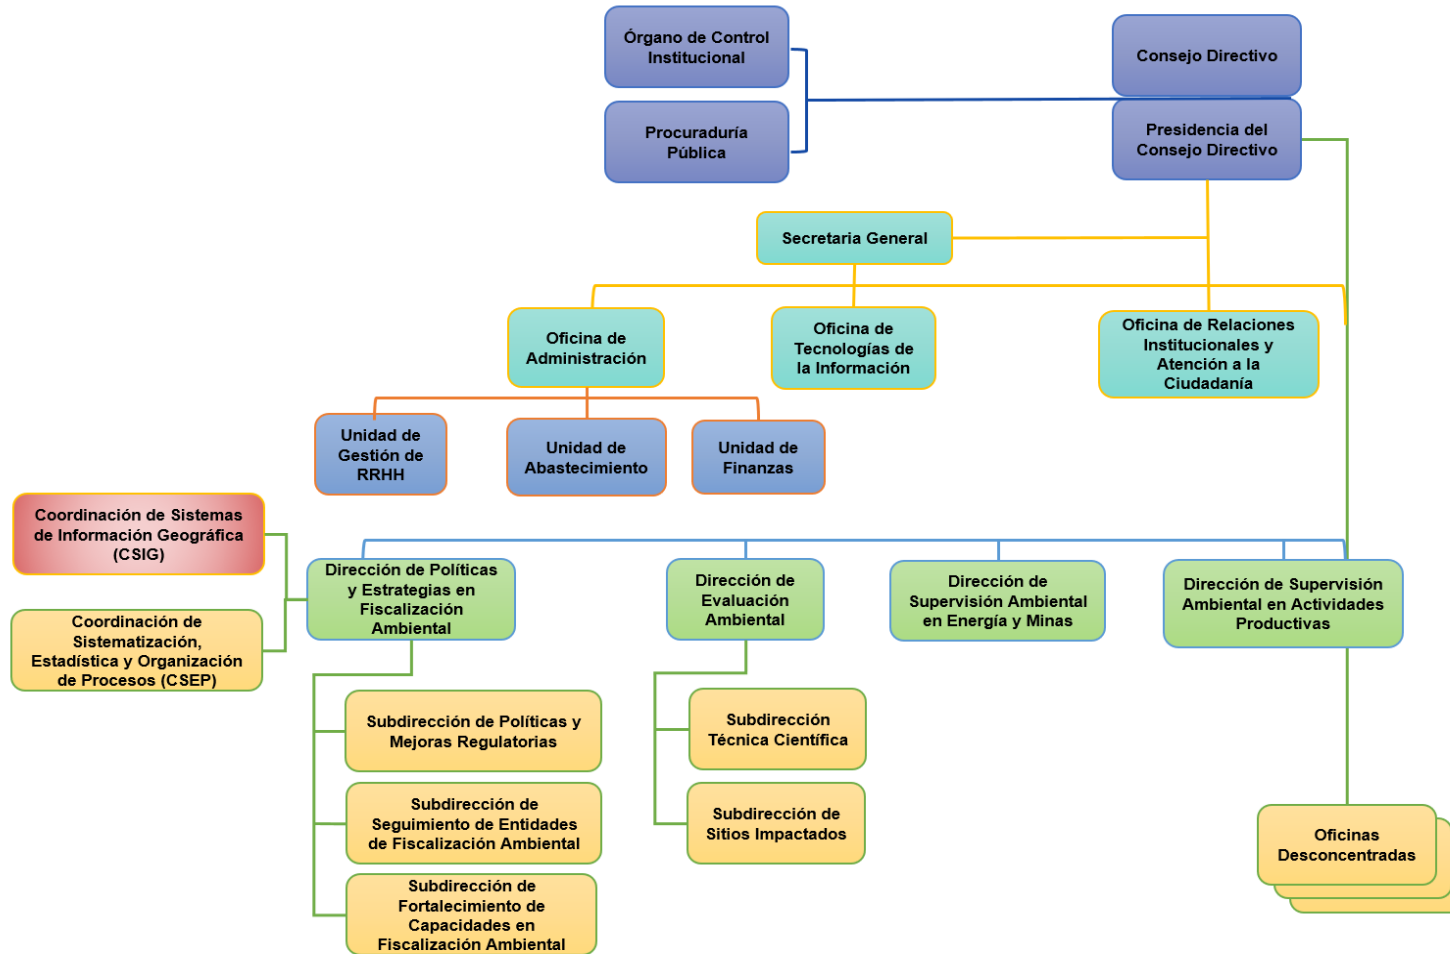 Órgano de Control
Institucional
Consejo Directivo
Procuraduría
Pública
Presidencia del
Consejo Directivo
Secretaria General
Oficina de
Administración
Oficina de
Tecnologías de
la Información
Oficina de Relaciones
Institucionales y
Atención a la
Ciudadanía
Unidad de
Gestión de
RRHH
Unidad de
Abastecimiento
Unidad de
Finanzas
Coordinación de Sistemas
de Información Geográfica
(CSIG)
Coordinación de
Sistematización,
Estadística y Organización
de Procesos (CSEP)
Dirección de Políticas
y Estrategias en
Fiscalización
Ambiental
Dirección de
Evaluación
Ambiental
Dirección de
Supervisión Ambiental
en Energía y Minas
Dirección de Supervisión
Ambiental en Actividades
Productivas
Subdirección de Políticas y
Mejoras Regulatorias
Subdirección de
Seguimiento de Entidades
de Fiscalización Ambiental
Subdirección de
Fortalecimiento de
Capacidades en
Fiscalización Ambiental
Subdirección
Técnica Científica
Subdirección de
Sitios Impactados
Oficinas
Desconcentradas